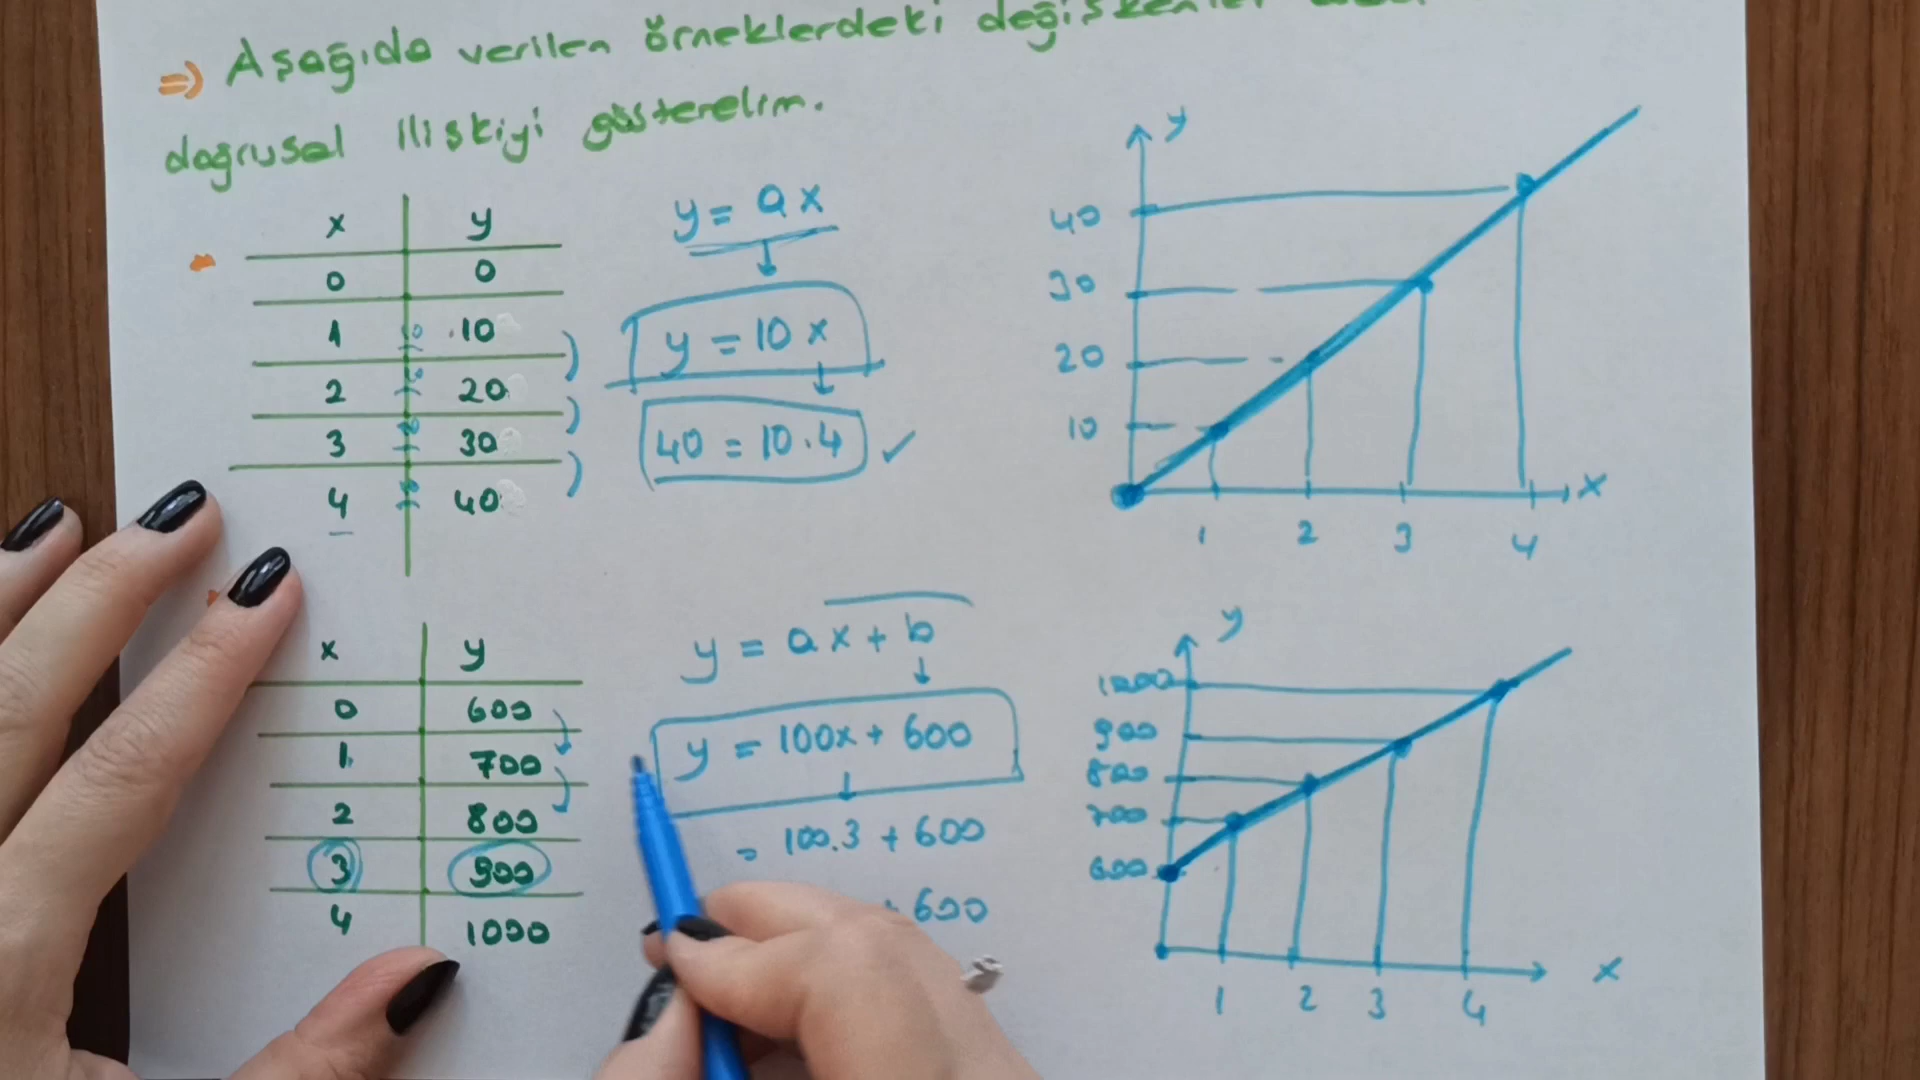 ⇒ Aşağıda verilen örneklerdeki
doğrusal ilişkiyi gösterelim.
x y
0 0
1 10
2 20
3 30
4 40
y = ax
y = 10x
40 = 10.4 ✓
y
40
30
20
10
x
1 2 3 4
x y
0 600
1 700
2 800
3 900
4 1000
y = ax + b
y = 100x + 600
= 100.3 + 600
+ 600
y
1000
900
800
700
600
x
1 2 3 4